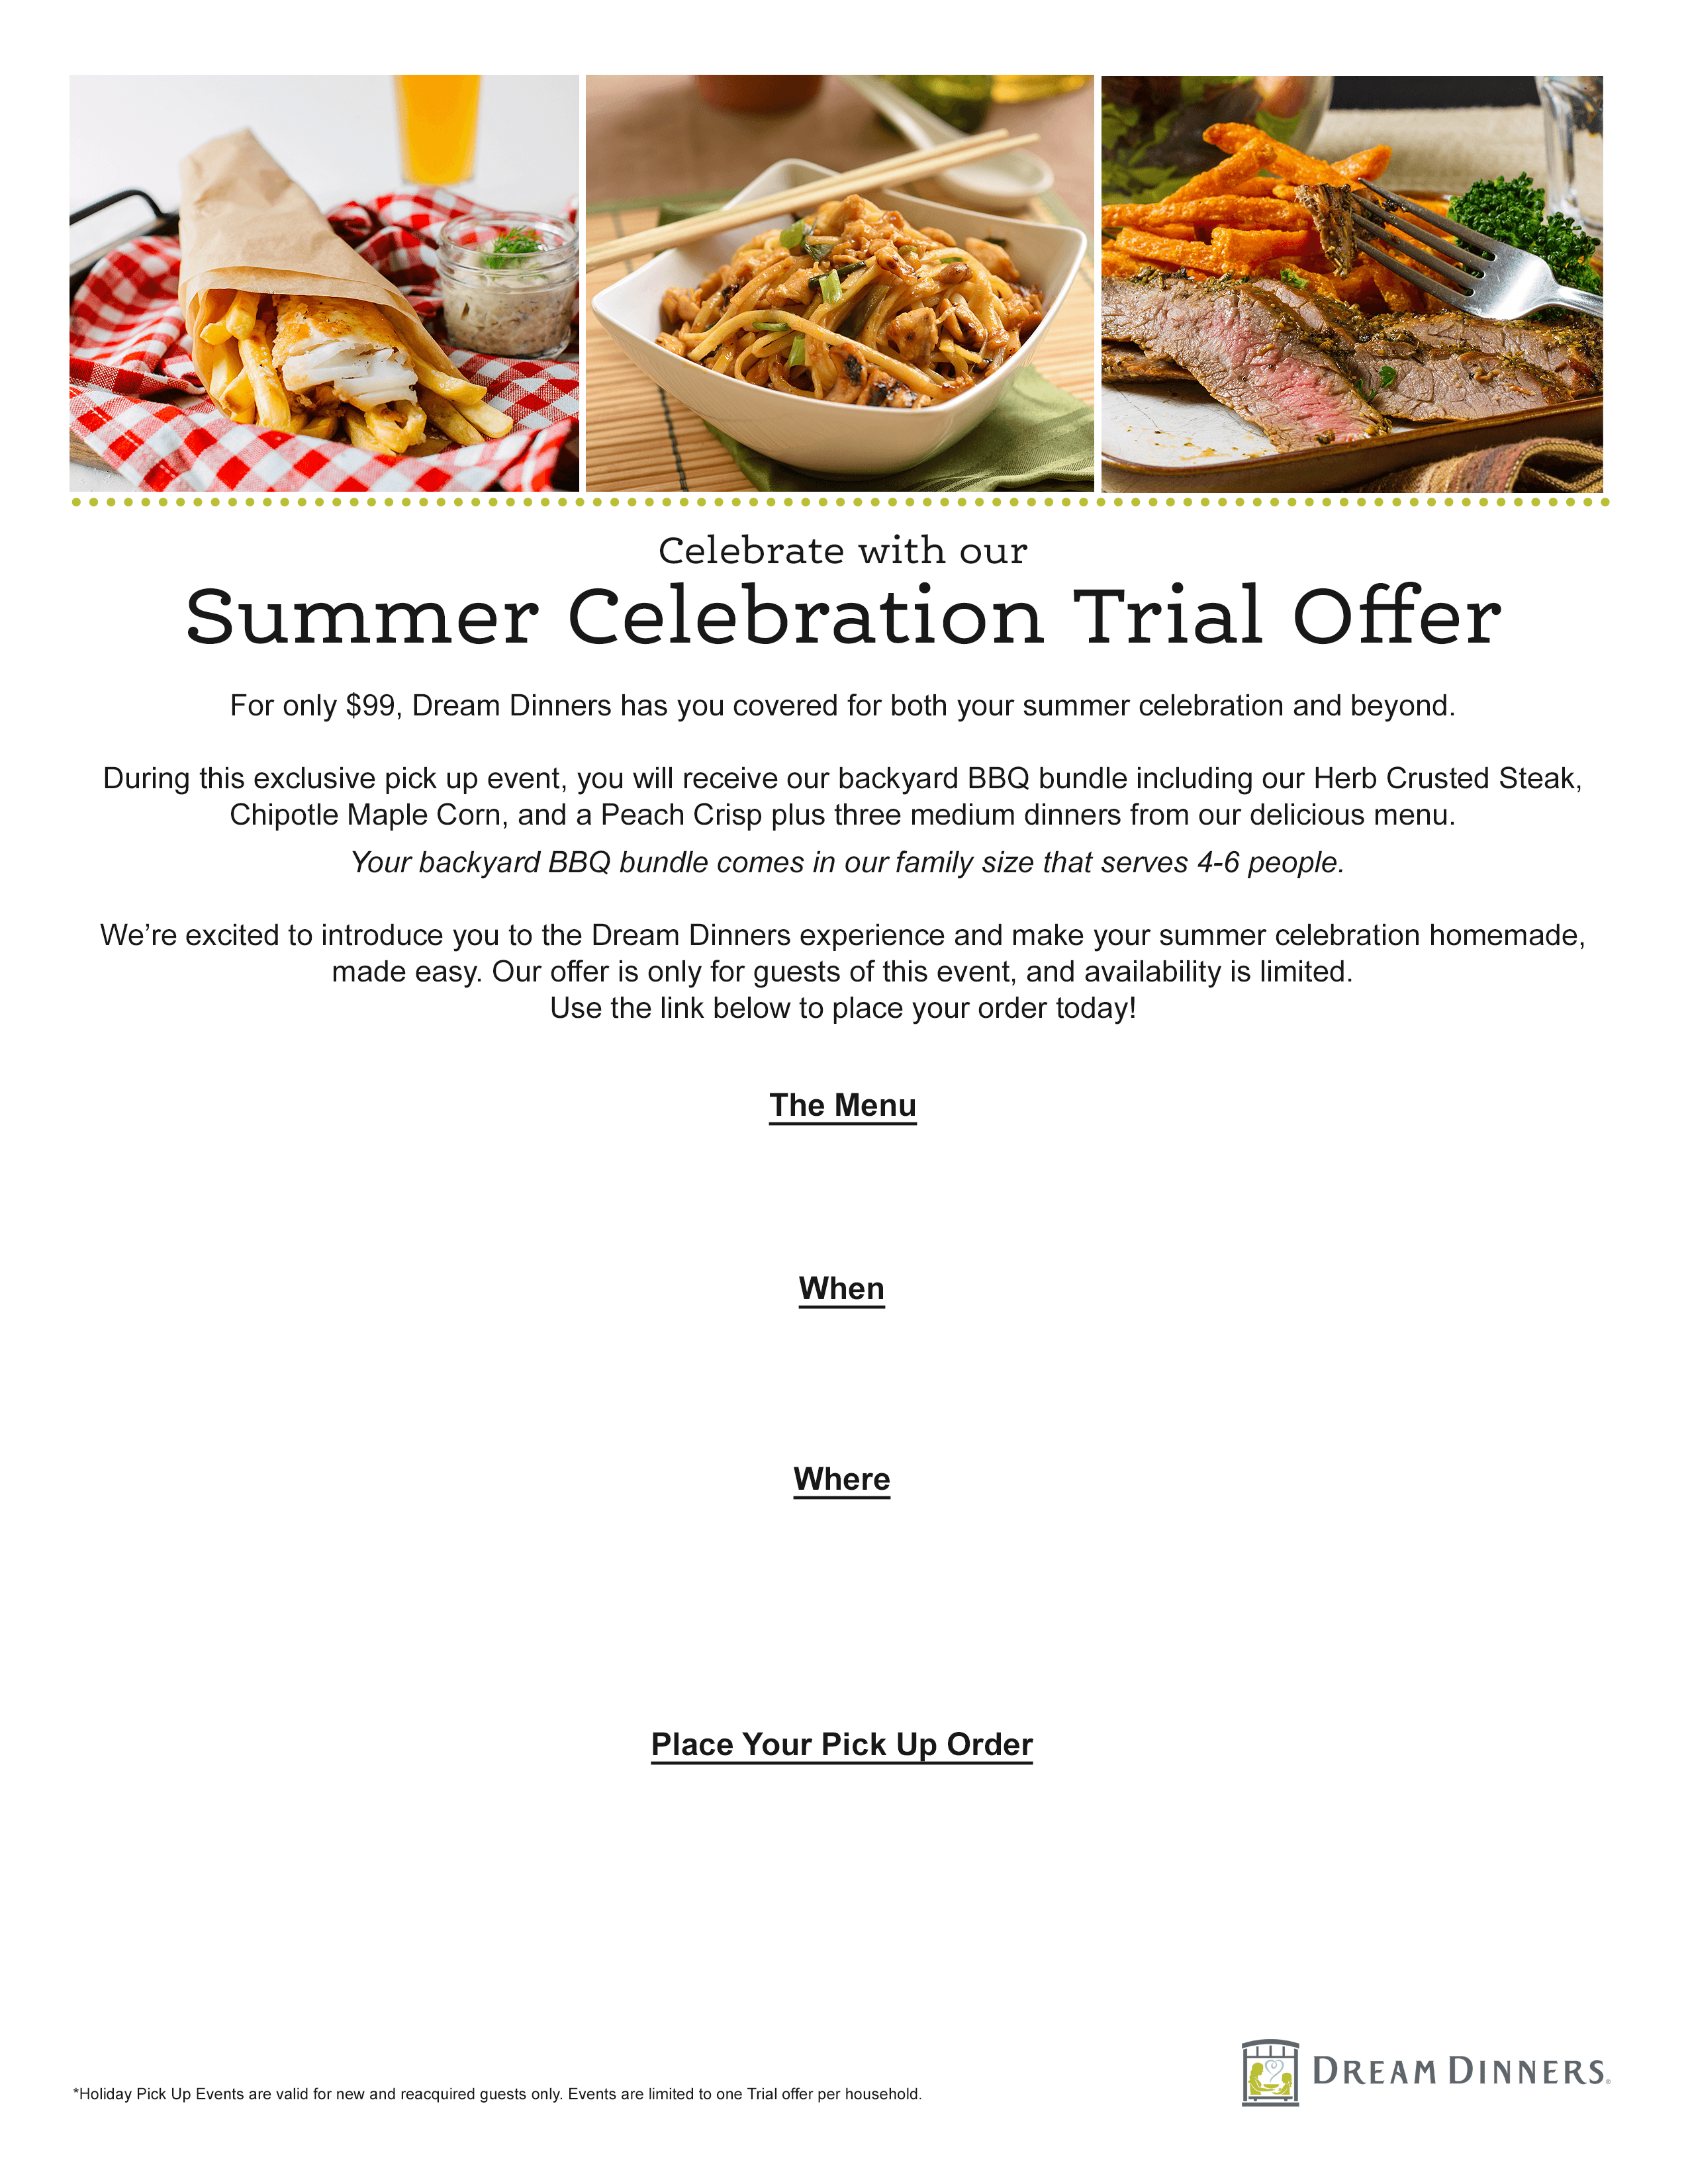 Celebrate with our
Summer Celebration Trial Offer
For only $99, Dream Dinners has you covered for both your summer celebration and beyond.
During this exclusive pick up event, you will receive our backyard BBQ bundle including our Herb Crusted Steak,
Chipotle Maple Corn, and a Peach Crisp plus three medium dinners from our delicious menu.
Your backyard BBQ bundle comes in our family size that serves 4-6 people.
We’re excited to introduce you to the Dream Dinners experience and make your summer celebration homemade,
made easy. Our offer is only for guests of this event, and availability is limited.
Use the link below to place your order today!
The Menu
When
Where
Place Your Pick Up Order
*Holiday Pick Up Events are valid for new and reacquired guests only. Events are limited to one Trial offer per household.
DREAM DINNERS®